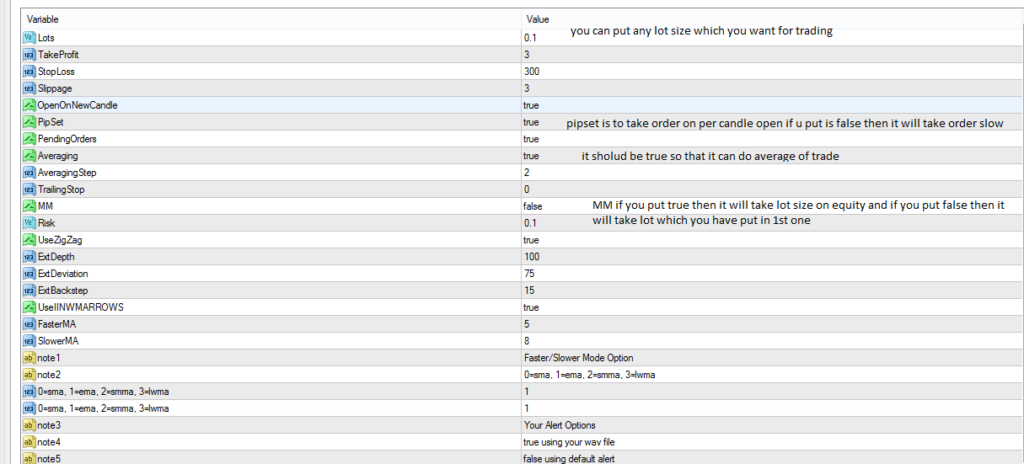 Variable Value
Lots 0.1 you can put any lot size which you want for trading
TakeProfit 3
StopLoss 300
Slippage 3
OpenOnNewCandle true
PipSet true pipset is to take order on per candle open if u put is false then it will take order slow
PendingOrders true
Averaging true it sholud be true so that it can do average of trade
AveragingStep 2
TrailingStop 0
MM false MM if you put true then it will take lot size on equity and if you put false then it
Risk 0.1 will take lot which you have put in 1st one
UseZigZag true
ExtDepth 100
ExtDeviation 75
ExtBackstep 15
UseIINWMARROWS true
FasterMA 5
SlowerMA 8
note1 Faster/Slower Mode Option
note2 0=sma, 1=ema, 2=smma, 3=lwma
0=sma, 1=ema, 2=smma, 3=lwma 1
0=sma, 1=ema, 2=smma, 3=lwma 1
note3 Your Alert Options
note4 true using your wav file
note5 false using default alert